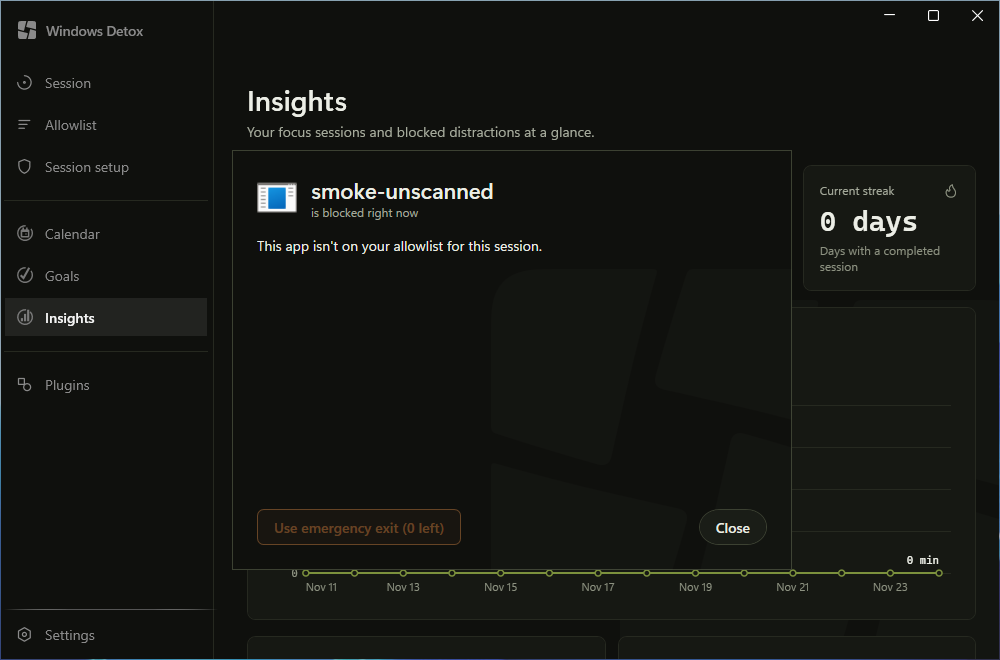 Windows Detox
Session
Allowlist
Session setup
Calendar
Goals
Insights
Plugins
Settings
Insights
Your focus sessions and blocked distractions at a glance.
smoke-unscanned
is blocked right now
This app isn't on your allowlist for this session.
Use emergency exit (0 left)
Close
Current streak
0 days
Days with a completed
session
0 min
0
Nov 11
Nov 13
Nov 15
Nov 17
Nov 19
Nov 21
Nov 23